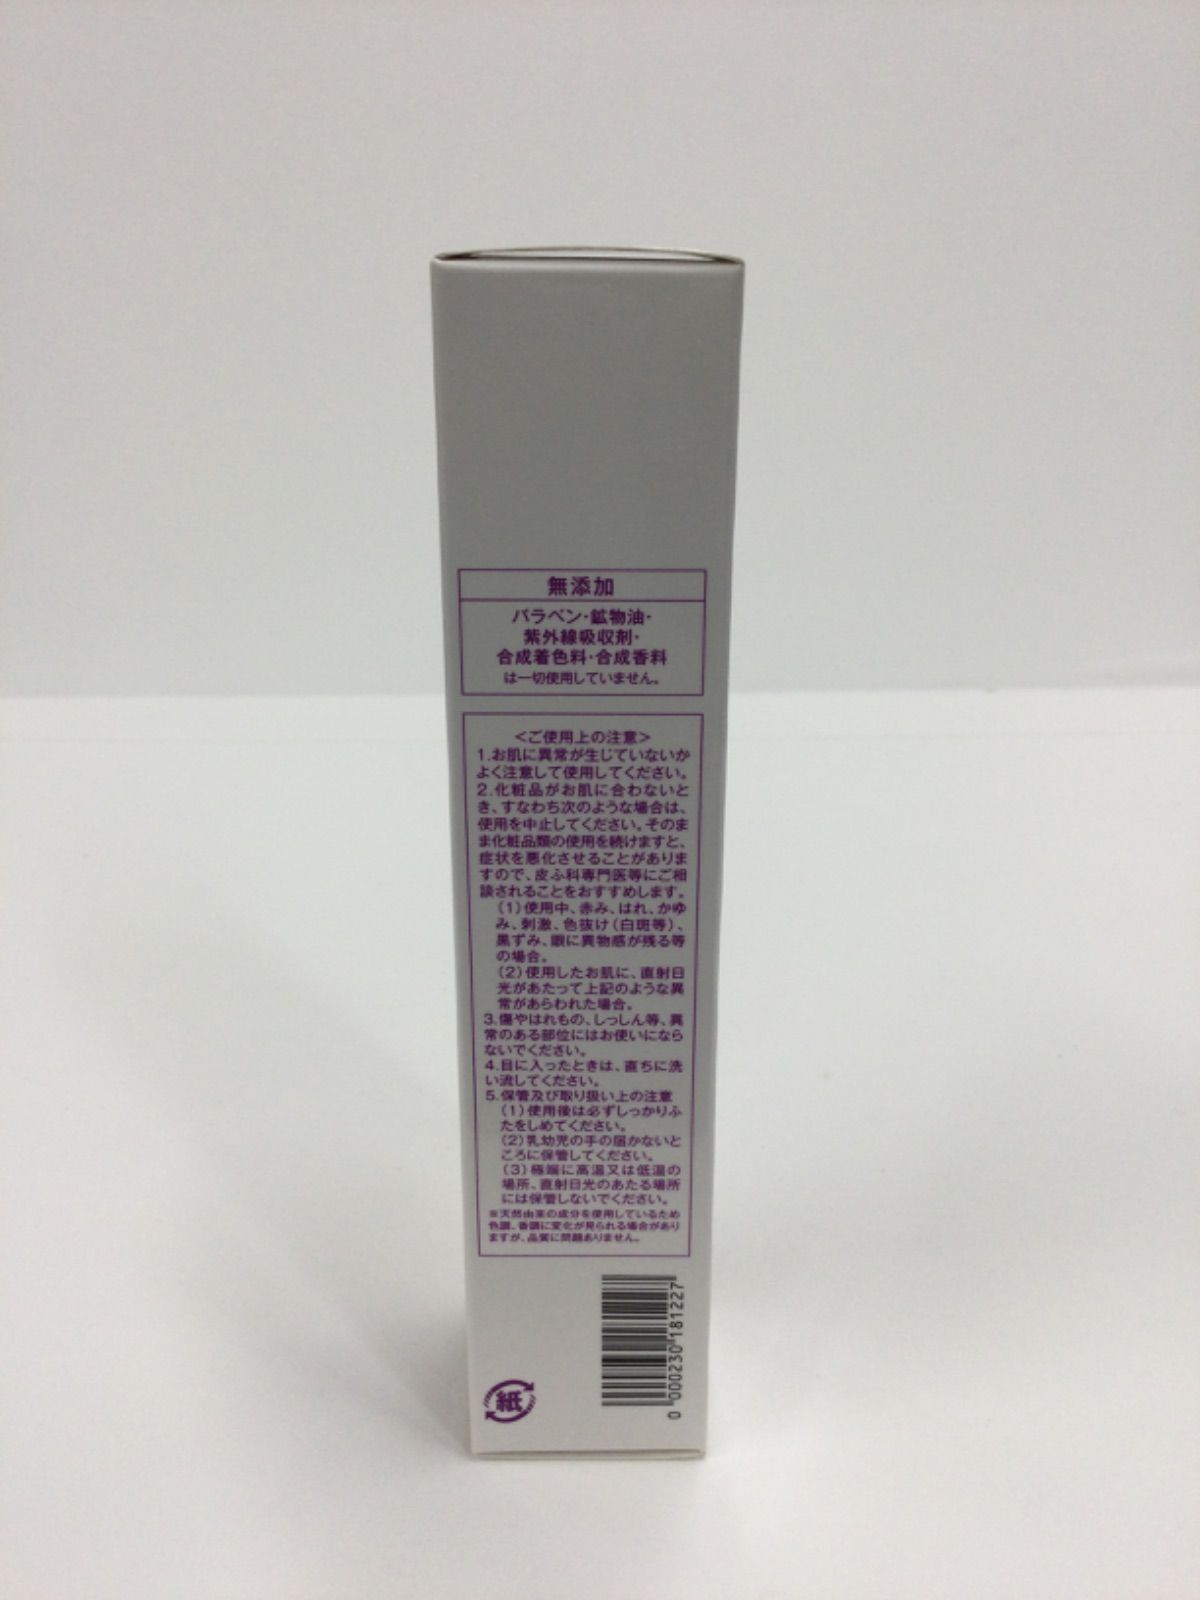 無添加
パラベン・鉱物油・
紫外線吸収剤・
合成着色料・合成香料
は一切使用していません。
＜ご使用上の注意＞
1.お肌に異常が生じていないか
よく注意して使用してください。
2.化粧品がお肌に合わないと
き、すなわち次のような場合は、
使用を中止してください。そのま
ま化粧品類の使用を続けますと、
症状を悪化させることがありま
すので、皮ふ科専門医等にご相
談されることをおすすめします。
(1)使用中、赤み、はれ、かゆ
み、刺激、色抜け(白斑等)、
黒ずみ、眼に異物感が残る等
の場合。
(2)使用したお肌に、直射日
光があたって上記のような異
常があらわれた場合。
3.傷やはれもの、しっしん等、異
常のある部位にはお使いになら
ないでください。
4.目に入ったときは、直ちに洗
い流してください。
5.保管及び取り扱い上の注意
(1)使用後は必ずしっかりふ
たをしめてください。
(2)乳幼児の手の届かないと
ころに保管してください。
(3)極端に高温又は低温の
場所、直射日光のあたる場所
には保管しないでください。
※天然由来の成分を使用しているため
色調、香調に変化が見られる場合があり
ますが、品質に問題ありません。
0 000230 181227
紙